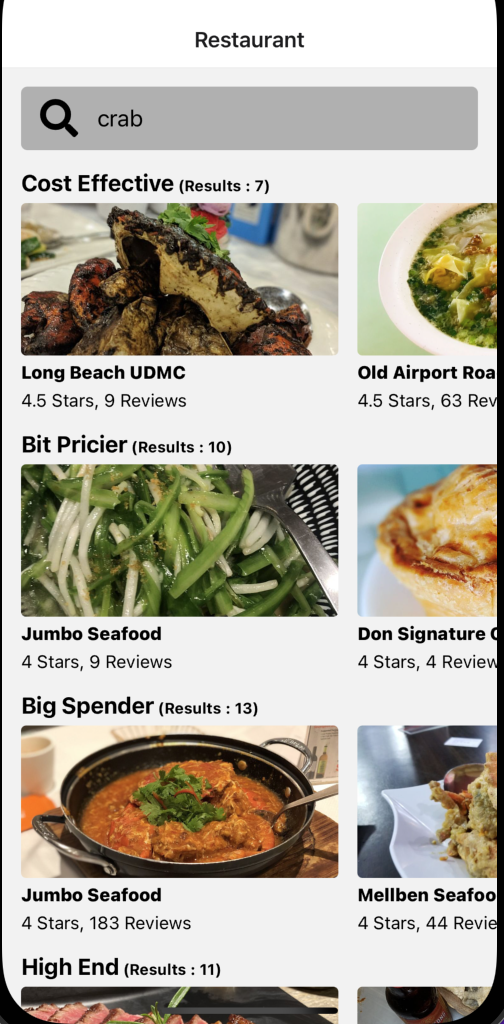 Restaurant
crab
Cost Effective (Results : 7)
Long Beach UDMC
Old Airport Roa
4.5 Stars, 9 Reviews
4.5 Stars, 63 Rev
Bit Pricier (Results : 10)
Jumbo Seafood
Don Signature
4 Stars, 9 Reviews
4 Stars, 4 Review
Big Spender (Results : 13)
Jumbo Seafood
Mellben Seafoo
4 Stars, 183 Reviews
4 Stars, 44 Revie
High End (Results : 11)